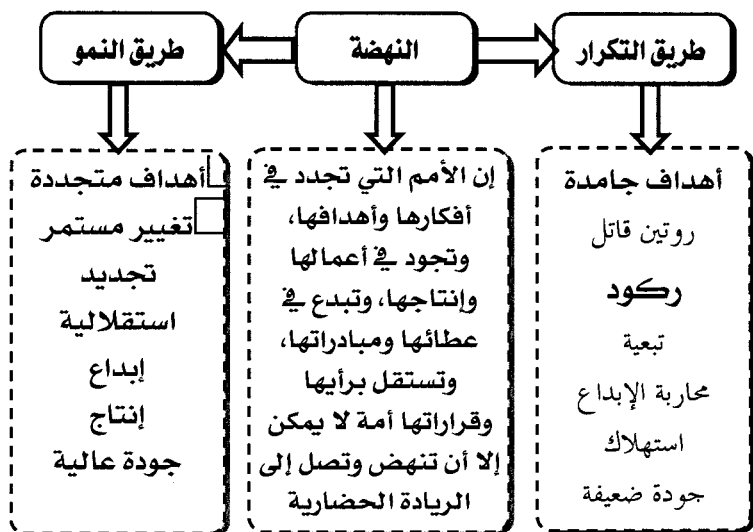 طريق التكرار
أهداف جامدة
روتين قاتل
ركود
تبعية
محاربة الإبداع
استهلاك
جودة ضعيفة
النهضة
إن الأمم التي تجدد في
أفكارها وأهدافها،
وتجود في أعمالها
وإنتاجها، وتبدع في
عطائها ومبادراتها،
وتستقل برأيها
وقراراتها أمة لا يمكن
إلا أن تنهض وتصل إلى
الريادة الحضارية
طريق النمو
أهداف متجددة
تغيير مستمر
تجديد
استقلالية
إبداع
إنتاج
جودة عالية